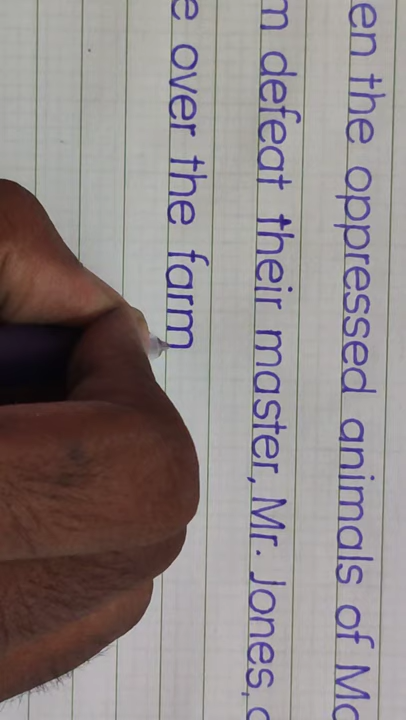 en the oppressed animals of M
m defeat their master, Mr. Jones,
e over the farm